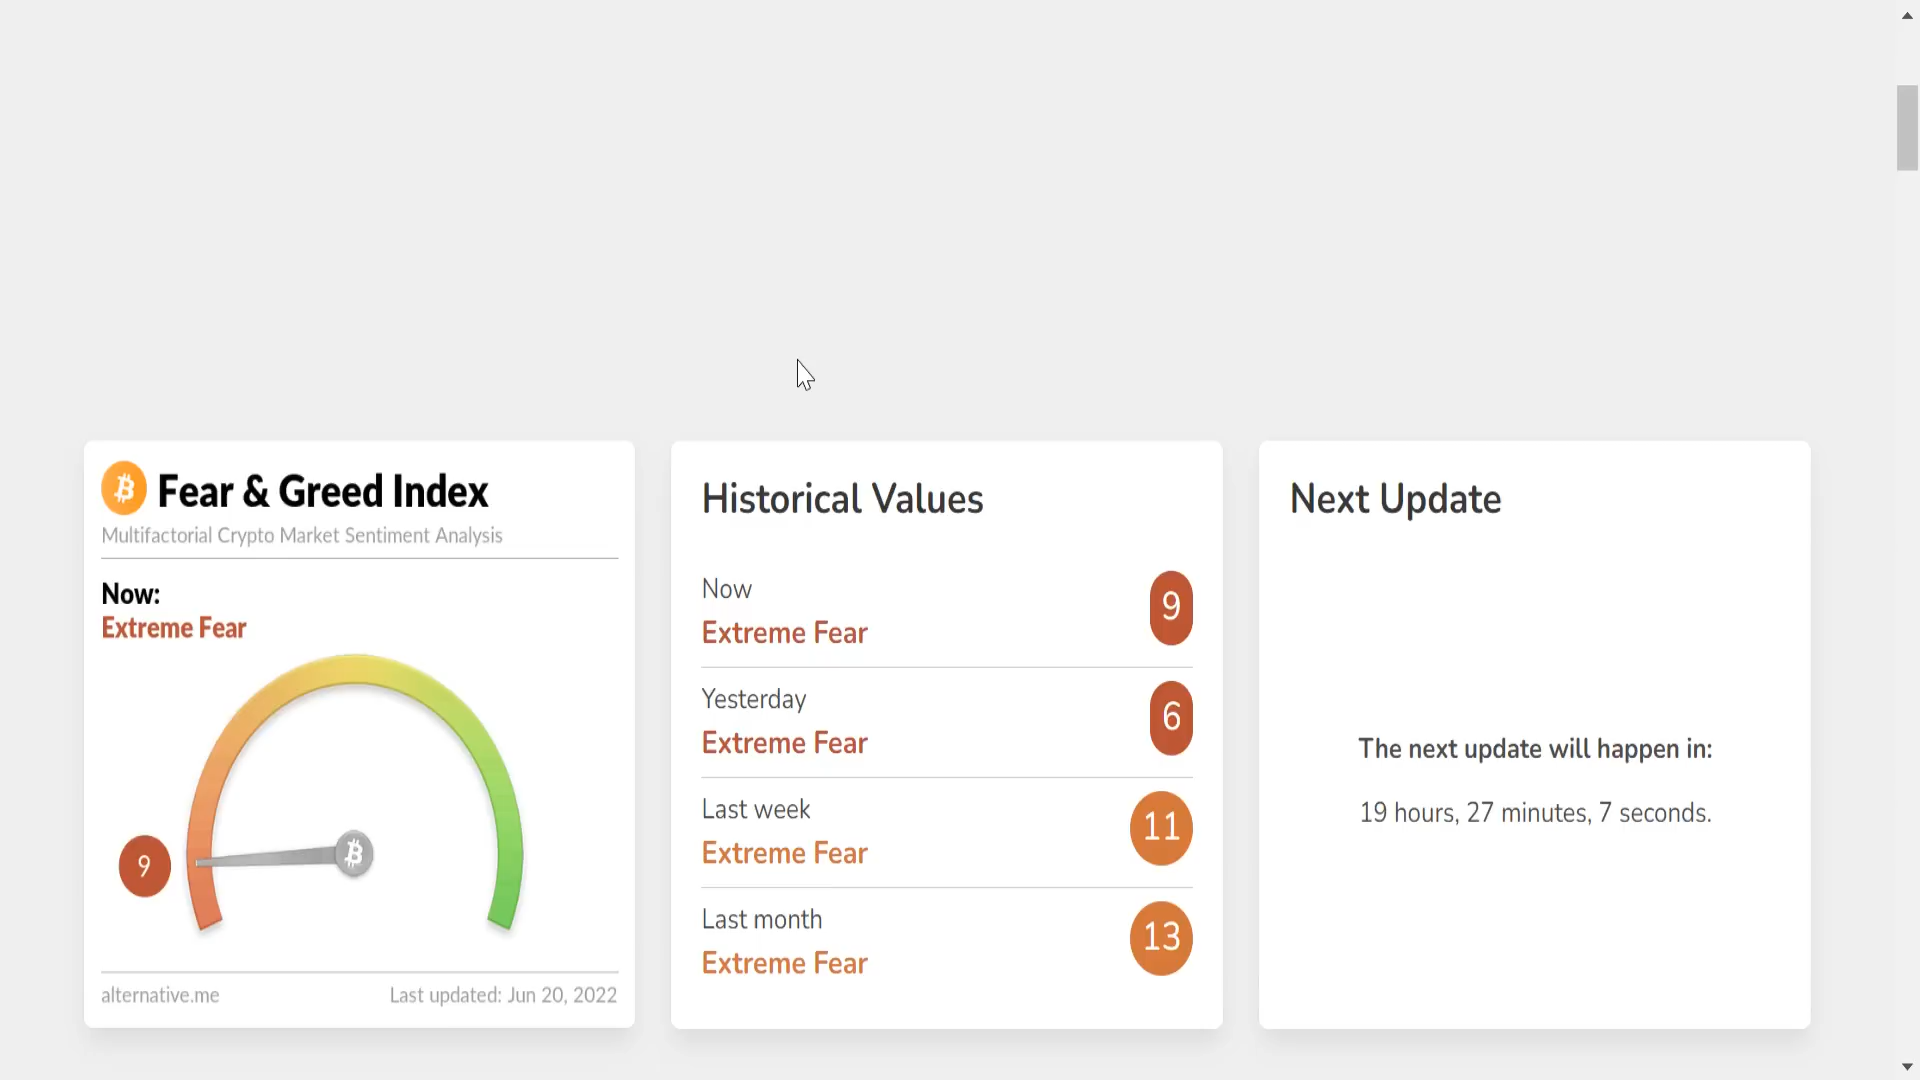 Fear & Greed Index
Multifactorial Crypto Market Sentiment Analysis
Now:
Extreme Fear
9
alternative.me
Last updated: Jun 20, 2022
Historical Values
Now
Extreme Fear
9
Yesterday
Extreme Fear
6
Last week
Extreme Fear
11
Last month
Extreme Fear
13
Next Update
The next update will happen in:
19 hours, 27 minutes, 7 seconds.